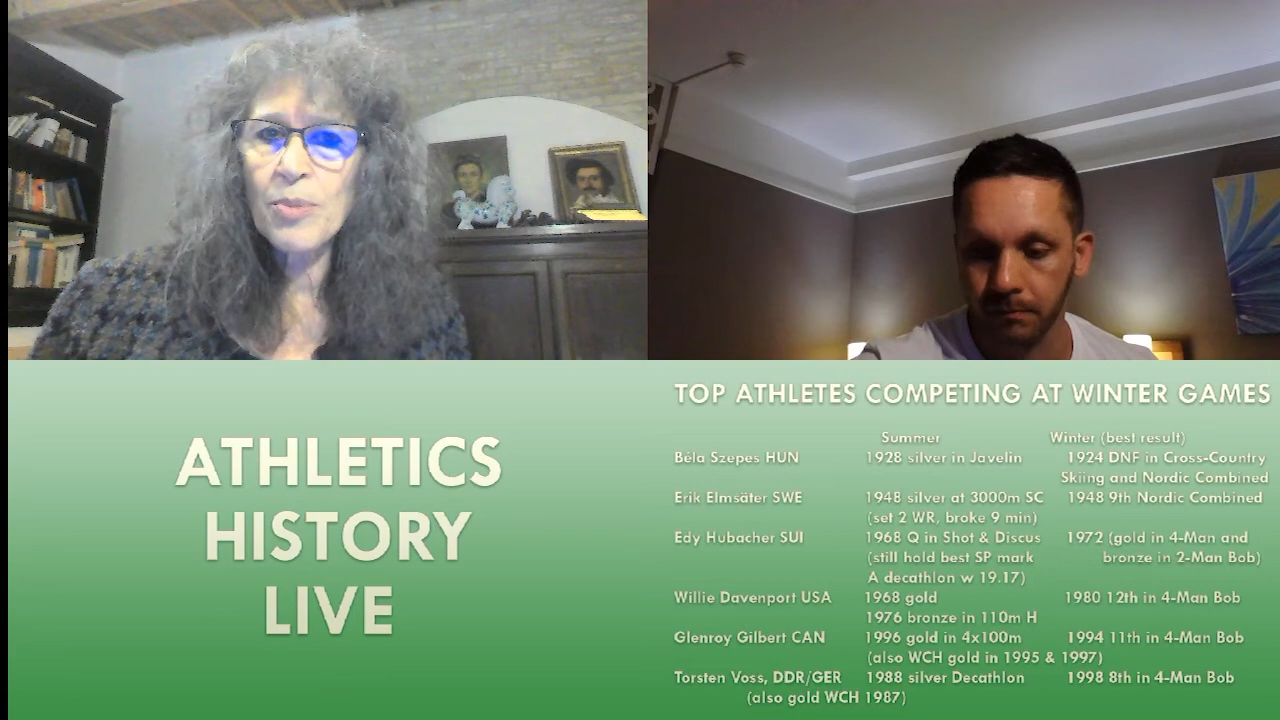 ATHLETICS
HISTORY
LIVE
TOP ATHLETES COMPETING AT WINTER GAMES
Summer Winter (best result)
Béla Szepes HUN 1928 silver in Javelin 1924 DNF in Cross-Country
Skiing and Nordic Combined
Erik Elmsäter SWE 1948 silver at 3000m SC 1948 9th Nordic Combined
(set 2 WR, broke 9 min)
Edy Hubacher SUI 1968 Q in Shot & Discus 1972 (gold in 4-Man and
(still hold best SP mark bronze in 2-Man Bob)
A decathlon w 19.17)
Willie Davenport USA 1968 gold 1980 12th in 4-Man Bob
1976 bronze in 110m H
Glenroy Gilbert CAN 1996 gold in 4x100m 1994 11th in 4-Man Bob
(also WCH gold in 1995 & 1997)
Torsten Voss, DDR/GER 1988 silver Decathlon 1998 8th in 4-Man Bob
(also gold WCH 1987)